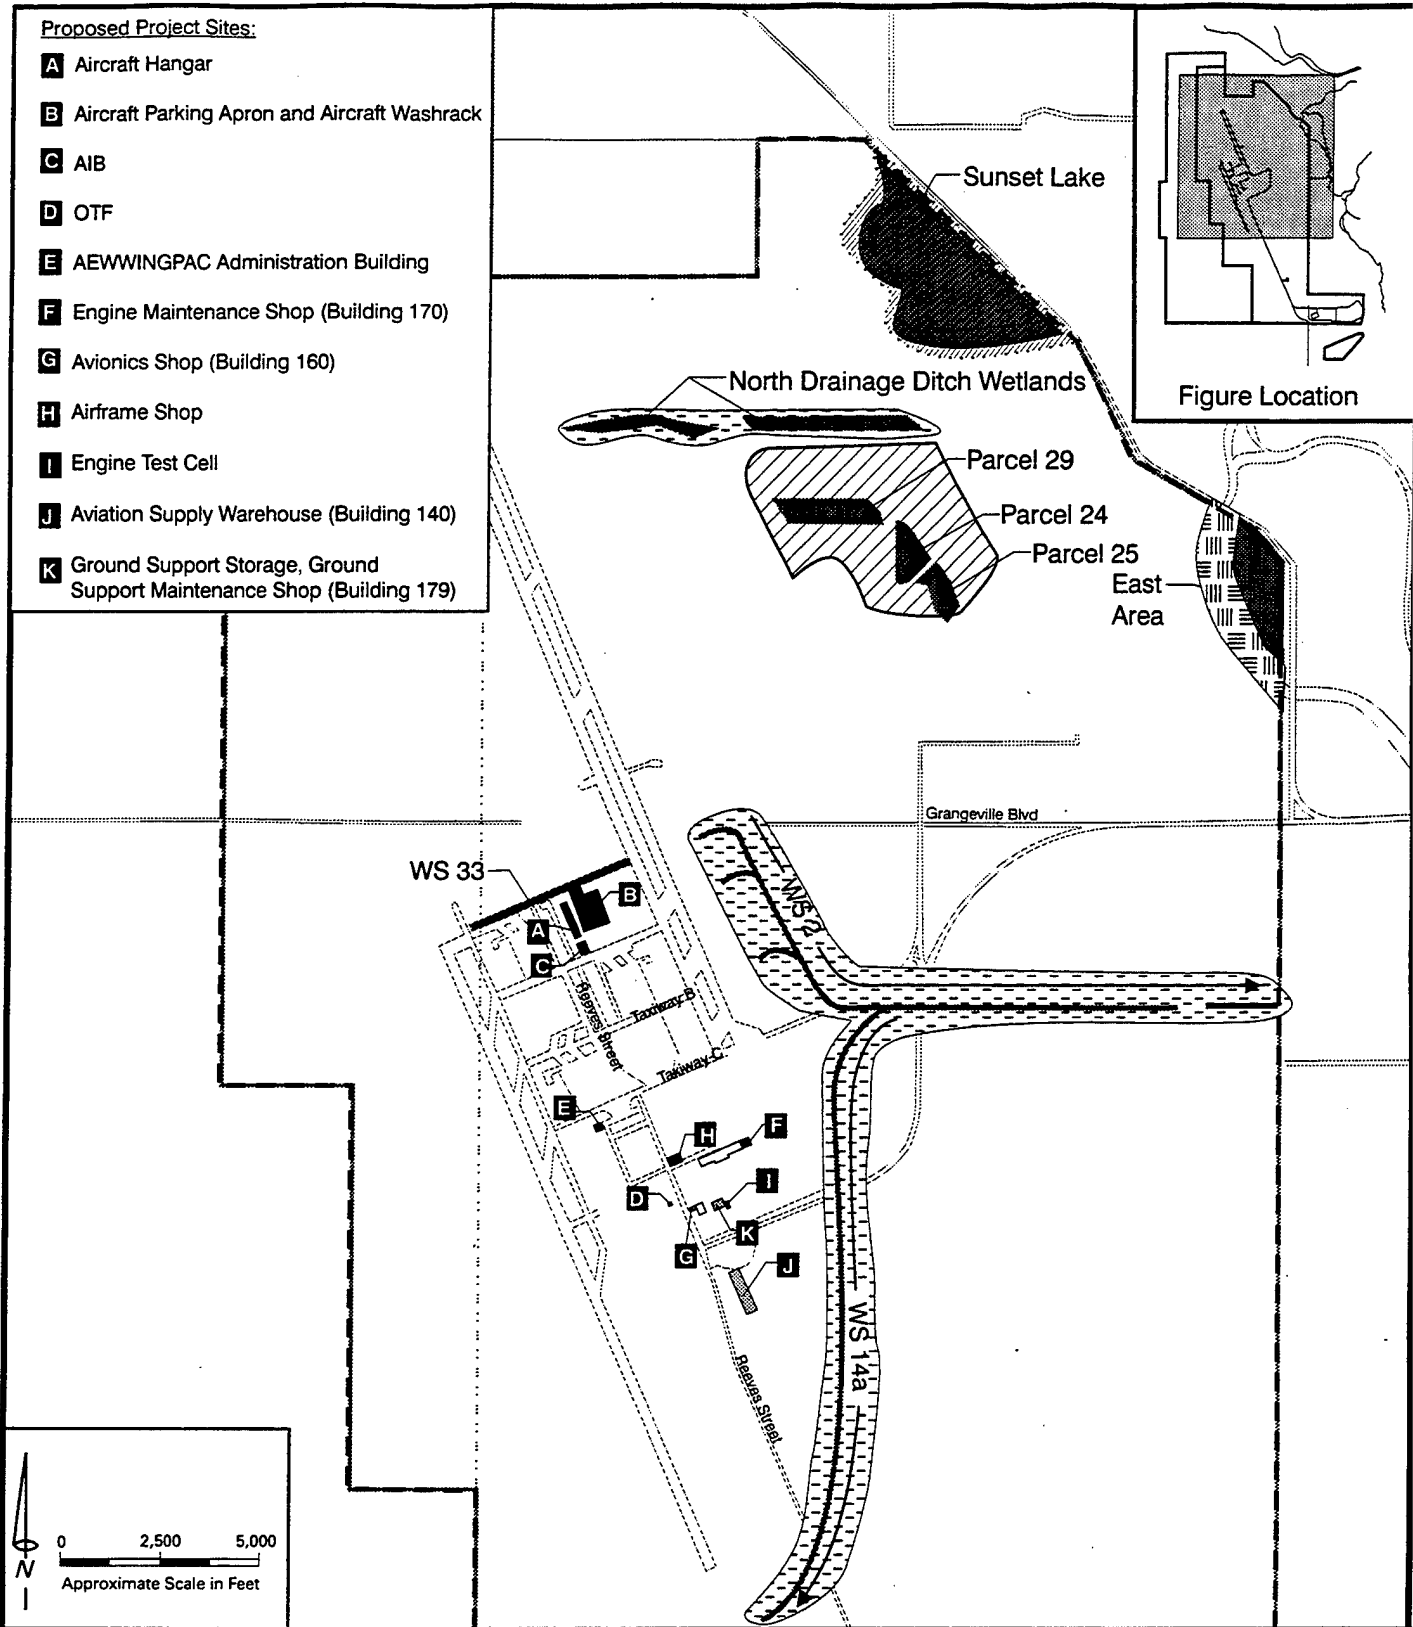 Proposed Project Sites:
A Aircraft Hangar
B Aircraft Parking Apron and Aircraft Washrack
C AIB
D OTF
E AEWWINGPAC Administration Building
F Engine Maintenance Shop (Building 170)
G Avionics Shop (Building 160)
H Airframe Shop
I Engine Test Cell
J Aviation Supply Warehouse (Building 140)
K Ground Support Storage, Ground
Support Maintenance Shop (Building 179)
Figure Location
Sunset Lake
North Drainage Ditch Wetlands
Parcel 29
Parcel 24
Parcel 25
East
Area
Grangeville Blvd
WS 33
B
A
C
WS 2
Reeves Street
Taxiway B
Taxiway C
E
H
F
D
I
G
K
J
WS 14a
Reeves Street
N
0 2,500 5,000
Approximate Scale in Feet